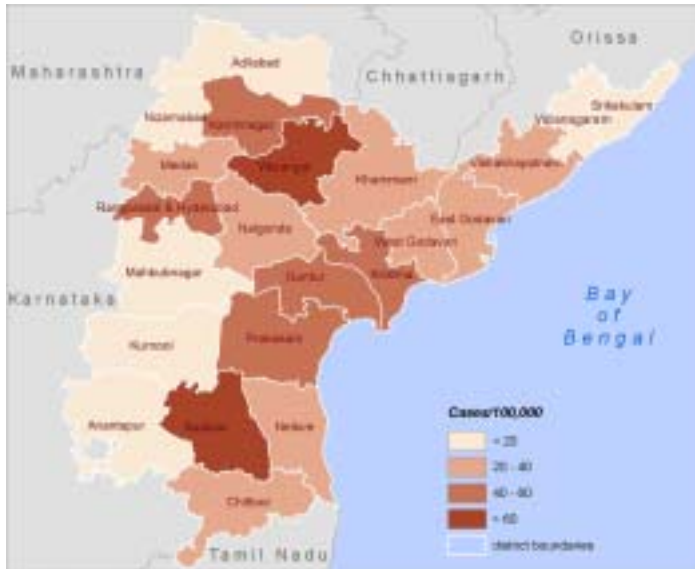 Orissa
Maharashtra
Chhattisgarh
Adilabad
Srikakulam
Nizamabad
Vizianagaram
Karimnagar
Warangal
Medak
Khammam
Visakhapatnam
Rangareddi & Hyderabad
East Godavari
Nalgonda
West Godavari
Mahbubnagar
Krishna
Guntur
Karnataka
Bay
of
Bengal
Prakasam
Kurnool
Cases/100,000
Anantapur
Nellore
< 20
20 - 40
Chittoor
40 - 60
> 60
district boundaries
Tamil Nadu